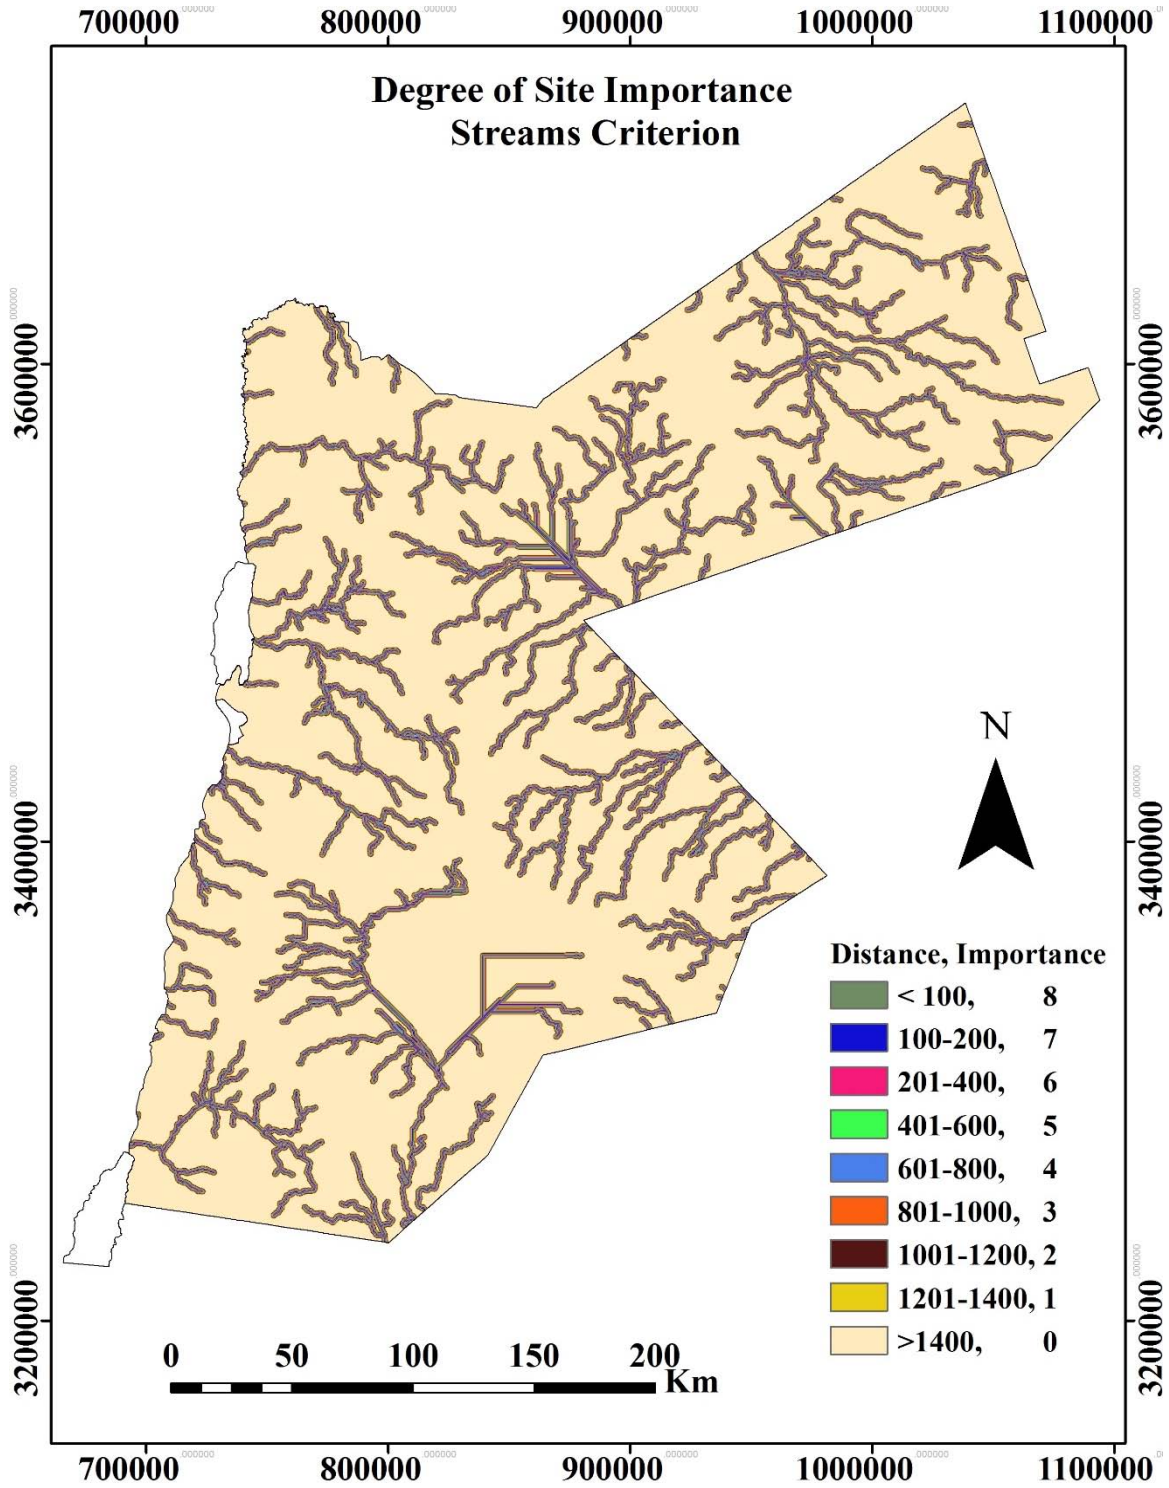 700000 800000 900000 1000000 1100000
Degree of Site Importance
Streams Criterion
3600000 3600000
N
3400000 3400000
Distance, Importance
< 100, 8
100-200, 7
201-400, 6
401-600, 5
601-800, 4
801-1000, 3
1001-1200, 2
1201-1400, 1
>1400, 0
3200000 3200000
0 50 100 150 200
Km
700000 800000 900000 1000000 1100000